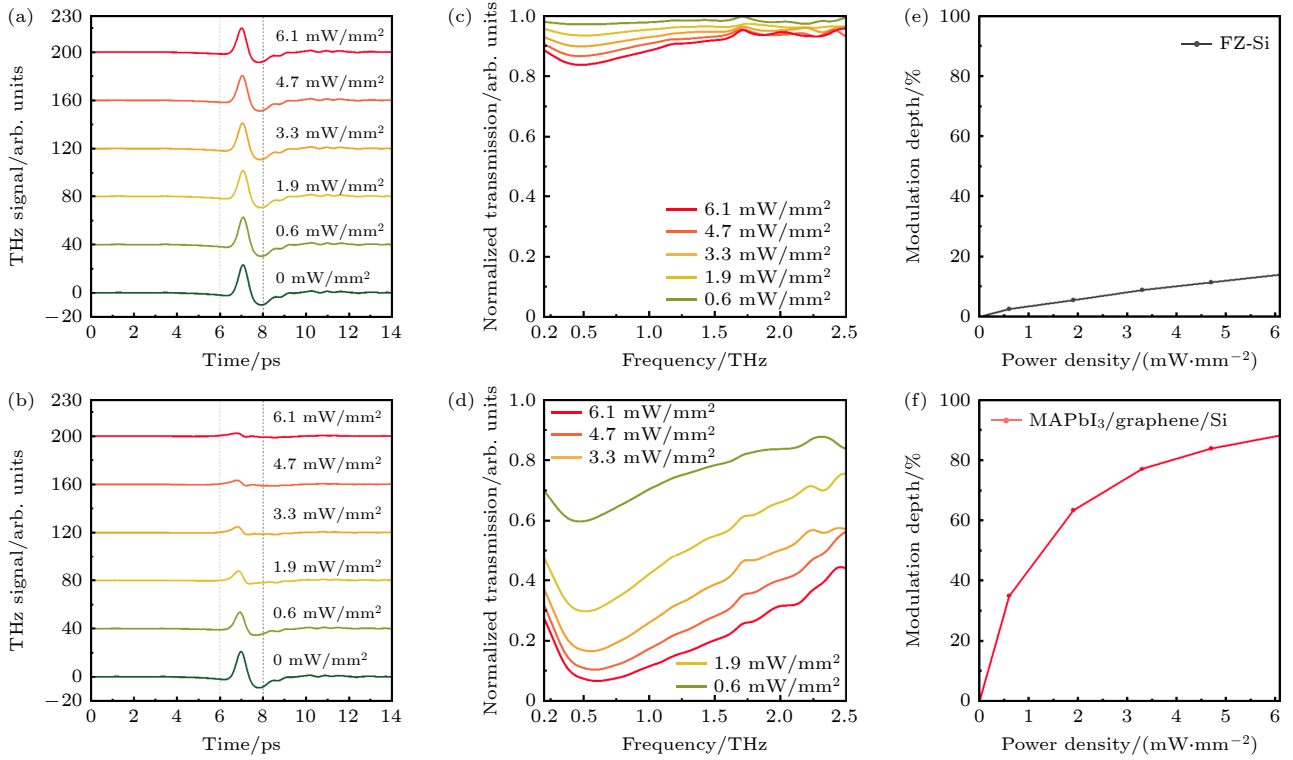 (a)
THz signal/arb. units
230
200
160
120
80
40
0
−20
6.1 mW/mm²
4.7 mW/mm²
3.3 mW/mm²
1.9 mW/mm²
0.6 mW/mm²
0 mW/mm²
0 2 4 6 8 10 12 14
Time/ps
(c)
Normalized transmission/arb. units
1.0
0.8
0.6
0.4
0.2
0
6.1 mW/mm²
4.7 mW/mm²
3.3 mW/mm²
1.9 mW/mm²
0.6 mW/mm²
0.2 0.5 1.0 1.5 2.0 2.5
Frequency/THz
(e)
Modulation depth/%
100
80
60
40
20
0
FZ-Si
0 1 2 3 4 5 6
Power density/(mW·mm⁻²)
(b)
THz signal/arb. units
230
200
160
120
80
40
0
−20
6.1 mW/mm²
4.7 mW/mm²
3.3 mW/mm²
1.9 mW/mm²
0.6 mW/mm²
0 mW/mm²
0 2 4 6 8 10 12 14
Time/ps
(d)
Normalized transmission/arb. units
1.0
0.8
0.6
0.4
0.2
0
6.1 mW/mm²
4.7 mW/mm²
3.3 mW/mm²
1.9 mW/mm²
0.6 mW/mm²
0.2 0.5 1.0 1.5 2.0 2.5
Frequency/THz
(f)
Modulation depth/%
100
80
60
40
20
0
MAPbI₃/graphene/Si
0 1 2 3 4 5 6
Power density/(mW·mm⁻²)